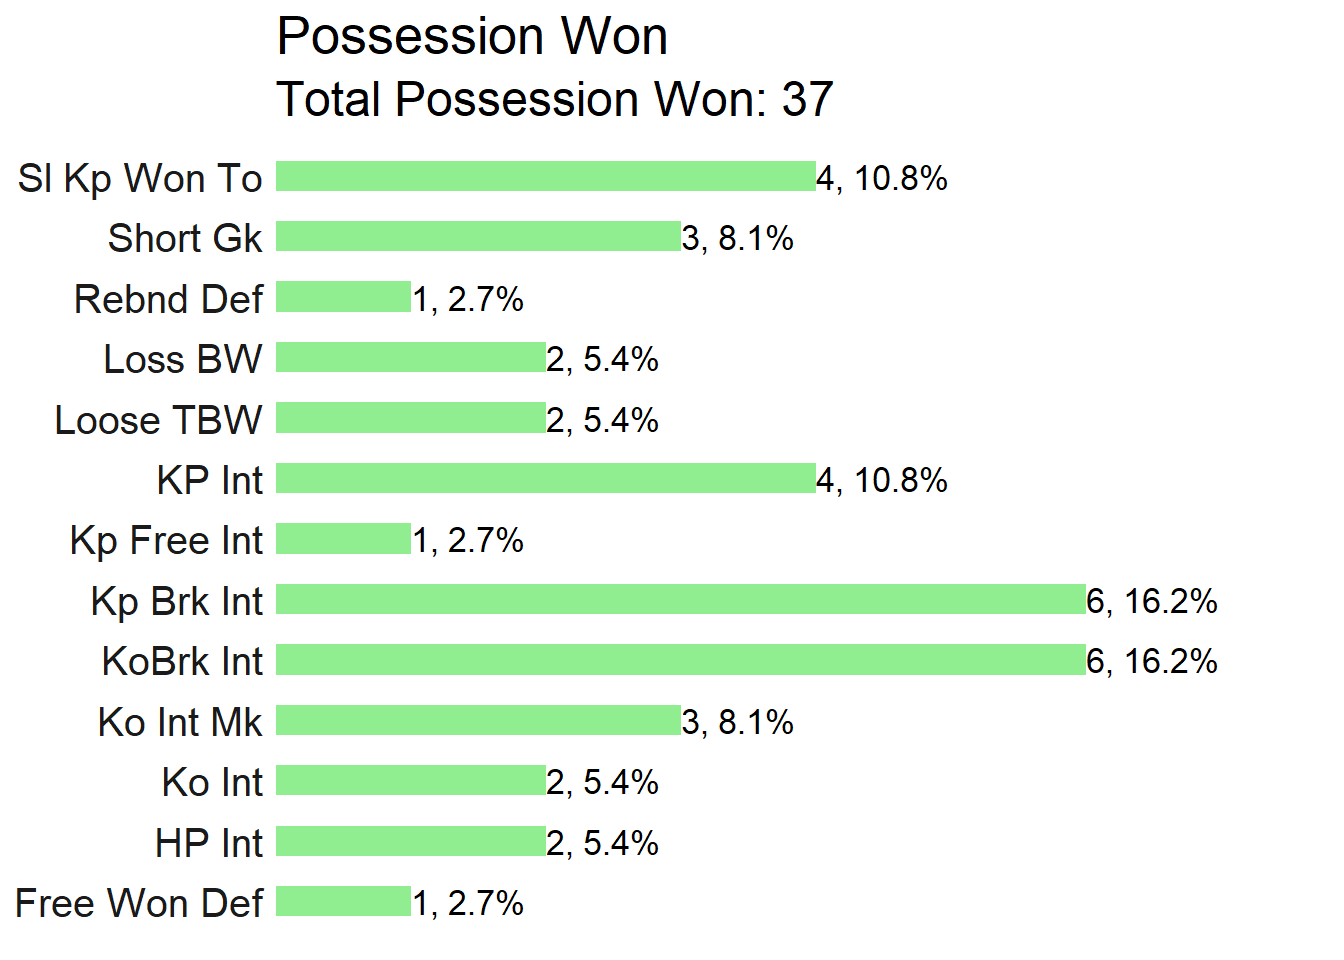 Possession Won
Total Possession Won: 37
Sl Kp Won To 4, 10.8%
Short Gk 3, 8.1%
Rebnd Def 1, 2.7%
Loss BW 2, 5.4%
Loose TBW 2, 5.4%
KP Int 4, 10.8%
Kp Free Int 1, 2.7%
Kp Brk Int 6, 16.2%
KoBrk Int 6, 16.2%
Ko Int Mk 3, 8.1%
Ko Int 2, 5.4%
HP Int 2, 5.4%
Free Won Def 1, 2.7%